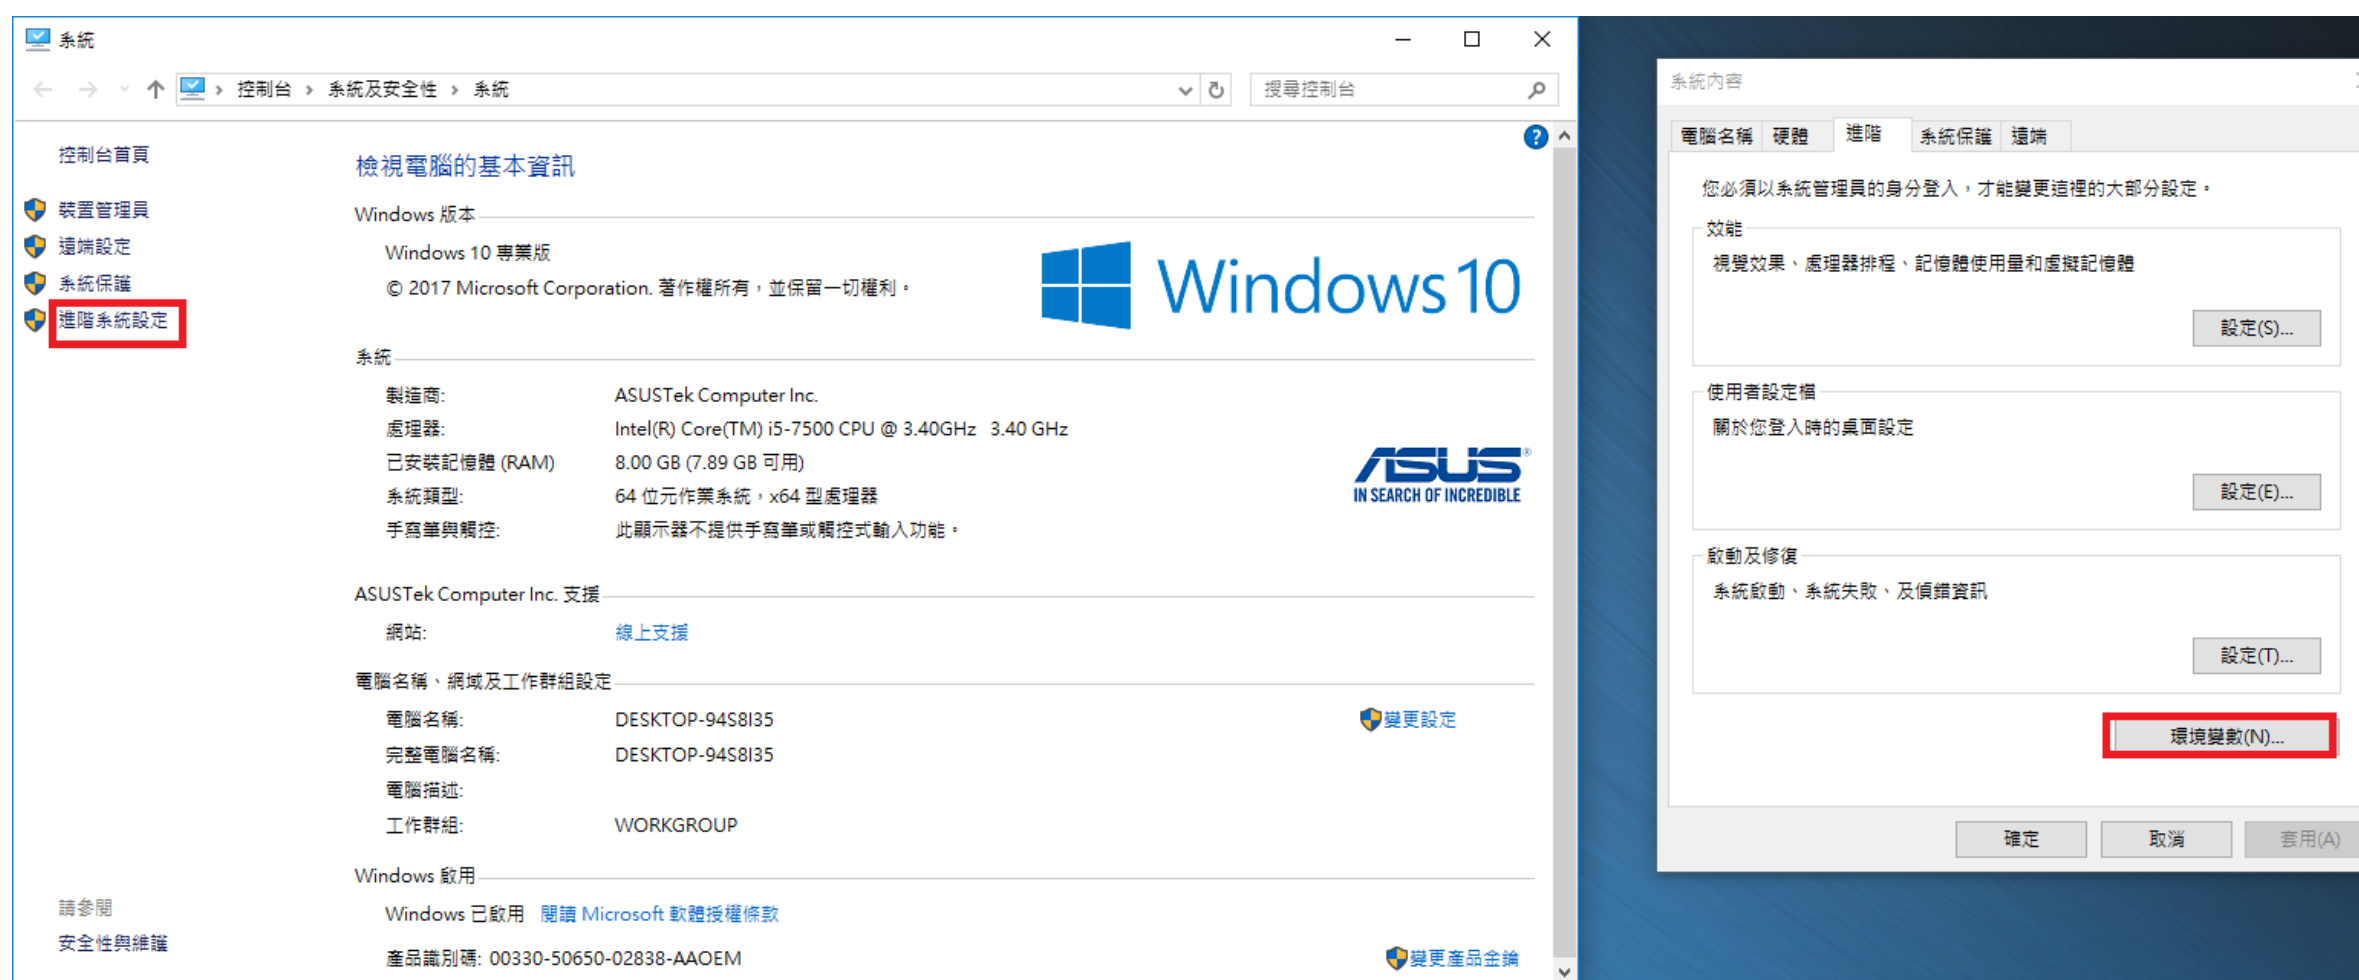 系統
控制台 › 系統及安全性 › 系統
搜尋控制台
控制台首頁
裝置管理員
遠端設定
系統保護
進階系統設定
請參閱
安全性與維護
檢視電腦的基本資訊
Windows 版本
Windows 10 專業版
© 2017 Microsoft Corporation. 著作權所有，並保留一切權利。
Windows 10
系統
製造商: ASUSTek Computer Inc.
處理器: Intel(R) Core(TM) i5-7500 CPU @ 3.40GHz 3.40 GHz
已安裝記憶體 (RAM) 8.00 GB (7.89 GB 可用)
系統類型: 64 位元作業系統，x64 型處理器
手寫筆與觸控: 此顯示器不提供手寫筆或觸控式輸入功能。
ASUS
IN SEARCH OF INCREDIBLE
ASUSTek Computer Inc. 支援
網站: 線上支援
電腦名稱、網域及工作群組設定
電腦名稱: DESKTOP-94S8I35
變更設定
完整電腦名稱: DESKTOP-94S8I35
電腦描述:
工作群組: WORKGROUP
Windows 啟用
Windows 已啟用 閱讀 Microsoft 軟體授權條款
產品識別碼: 00330-50650-02838-AAOEM
變更產品金鑰
系統內容
電腦名稱 硬體 進階 系統保護 遠端
您必須以系統管理員的身分登入，才能變更這裡的大部分設定。
效能
視覺效果、處理器排程、記憶體使用量和虛擬記憶體
設定(S)...
使用者設定檔
關於您登入時的桌面設定
設定(E)...
啟動及修復
系統啟動、系統失敗、及偵錯資訊
設定(T)...
環境變數(N)...
確定 取消 套用(A)